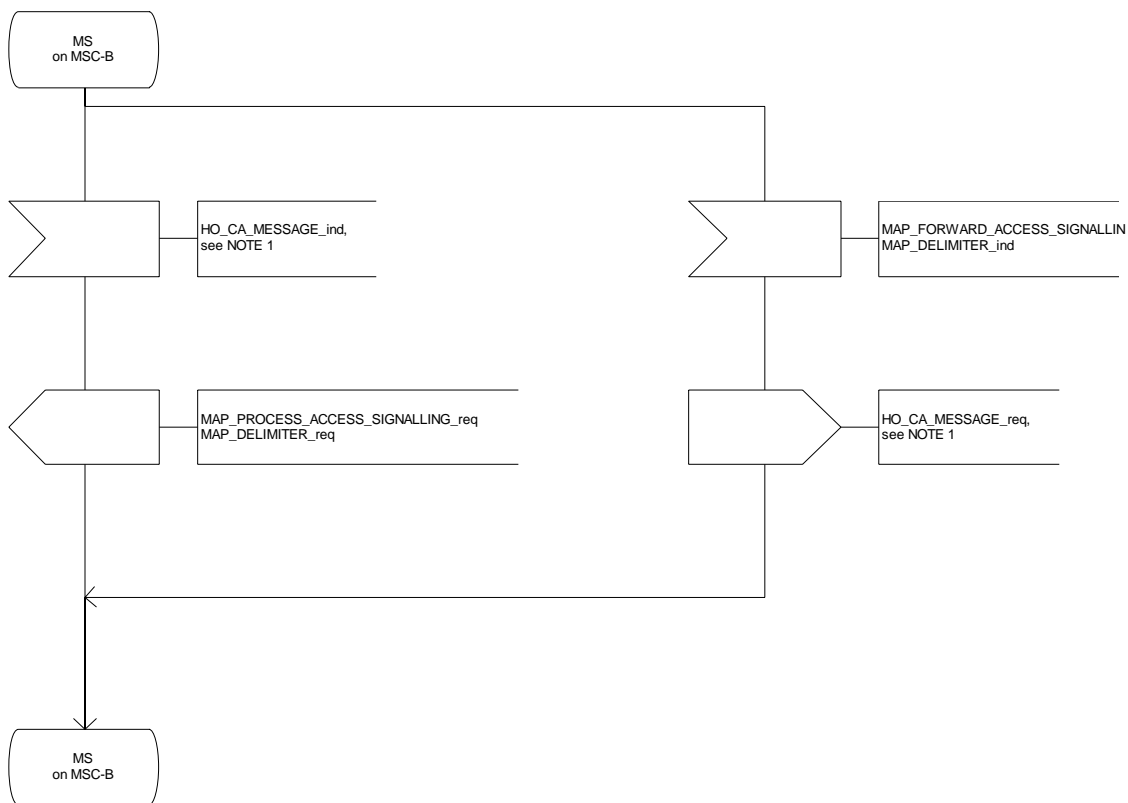 MS
on MSC-B
HO_CA_MESSAGE_ind,
see NOTE 1
MAP_FORWARD_ACCESS_SIGNALLIN
MAP_DELIMITER_ind
MAP_PROCESS_ACCESS_SIGNALLING_req
MAP_DELIMITER_req
HO_CA_MESSAGE_req,
see NOTE 1
MS
on MSC-B